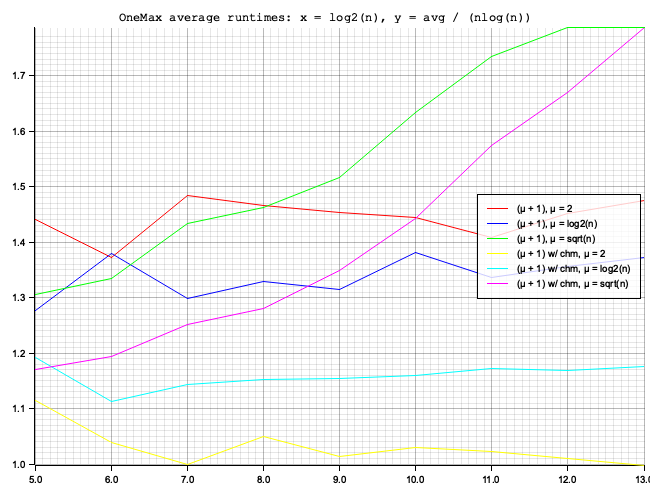 OneMax average runtimes: x = log2(n), y = avg / (nlog(n))
1.7
1.6
1.5
1.4
1.3
1.2
1.1
1.0
(μ + 1), μ = 2
(μ + 1), μ = log2(n)
(μ + 1), μ = sqrt(n)
(μ + 1) w/ chm, μ = 2
(μ + 1) w/ chm, μ = log2(n)
(μ + 1) w/ chm, μ = sqrt(n)
5.0 6.0 7.0 8.0 9.0 10.0 11.0 12.0 13.0